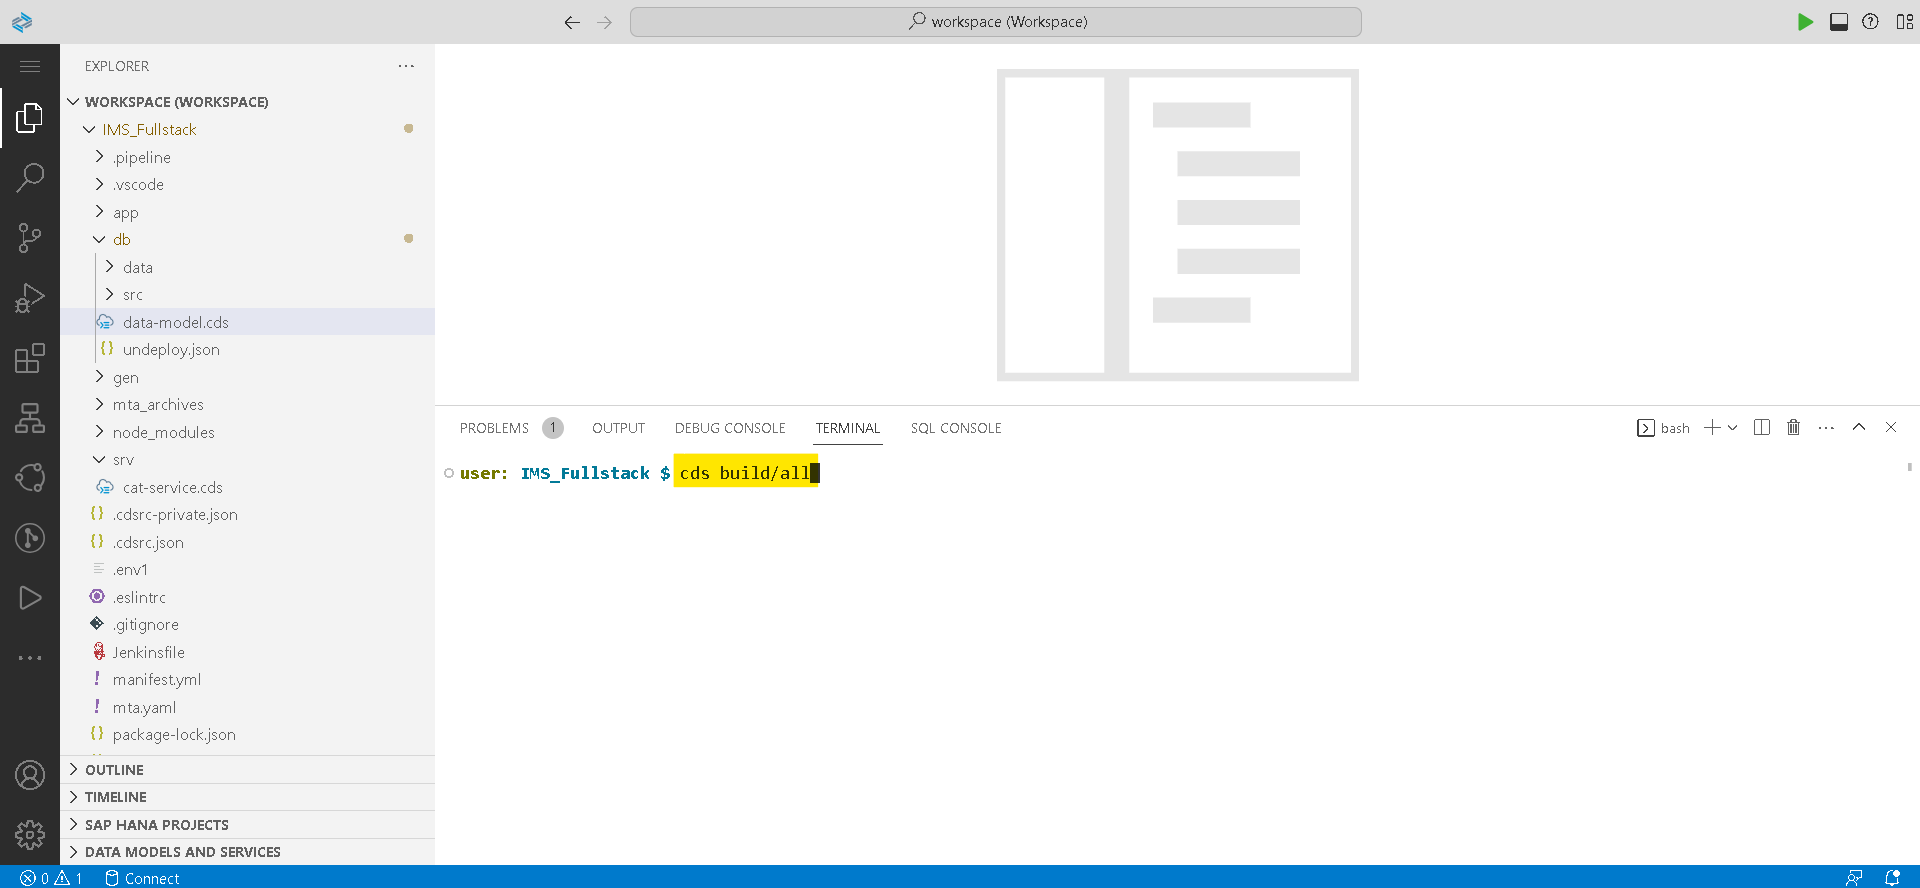 workspace (Workspace)
EXPLORER
WORKSPACE (WORKSPACE)
IMS_Fullstack
.pipeline
.vscode
app
db
data
src
data-model.cds
undeploy.json
gen
mta_archives
node_modules
srv
cat-service.cds
.cdsrc-private.json
.cdsrc.json
.env1
.eslintrc
.gitignore
Jenkinsfile
manifest.yml
mta.yaml
package-lock.json
OUTLINE
TIMELINE
SAP HANA PROJECTS
DATA MODELS AND SERVICES
PROBLEMS 1 OUTPUT DEBUG CONSOLE TERMINAL SQL CONSOLE bash
user: IMS_Fullstack $ cds build/all
0 1 Connect